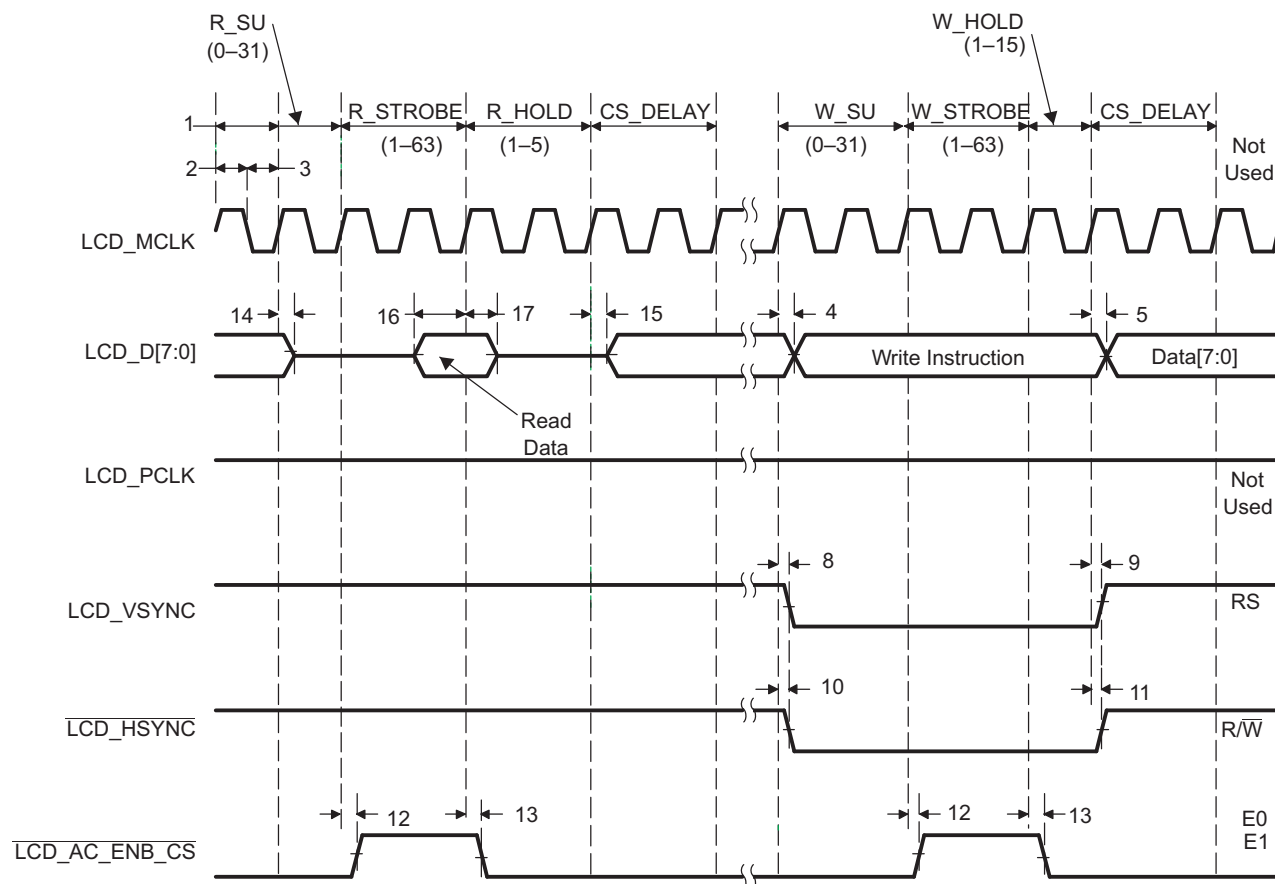 R_SU
(0–31)
W_HOLD
(1–15)
1
R_STROBE
R_HOLD
CS_DELAY
W_SU
W_STROBE
CS_DELAY
(1–63)
(1–5)
(0–31)
(1–63)
Not
Used
2
3
LCD_MCLK
14
16
17
15
4
5
LCD_D[7:0]
Write Instruction
Data[7:0]
Read
Data
LCD_PCLK
Not
Used
8
9
LCD_VSYNC
RS
10
11
LCD_HSYNC
R/W̅
12
13
12
13
E0
E1
LCD_AC_ENB_CS